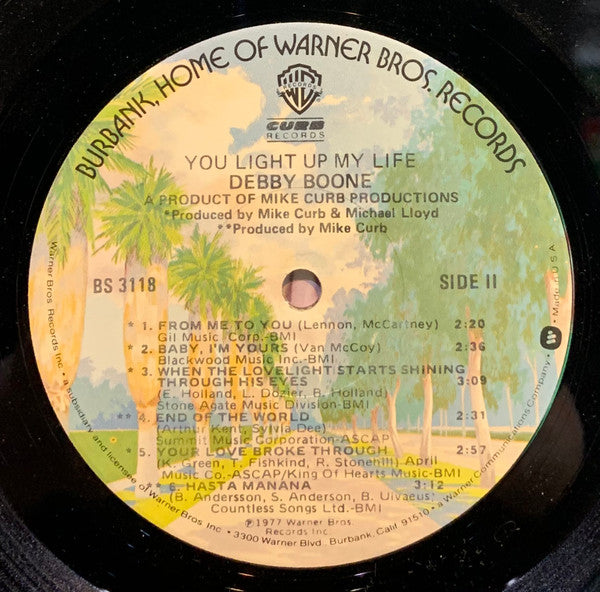 BURBANK, HOME OF WARNER BROS. RECORDS
W
RECORDS
CURB
RECORDS
YOU LIGHT UP MY LIFE
DEBBY BOONE
A PRODUCT OF MIKE CURB PRODUCTIONS
*Produced by Mike Curb & Michael Lloyd
**Produced by Mike Curb
BS 3118 SIDE II
* 1. FROM ME TO YOU (Lennon, McCartney) 2:20
Gil Music Corp.-BMI
* 2. BABY, I'M YOURS (Van McCoy) 2:36
Blackwood Music Inc.-BMI
* 3. WHEN THE LOVELIGHT STARTS SHINING
THROUGH HIS EYES 3:09
(E. Holland, L. Dozier, B. Holland)
Stone Agate Music Division-BMI
** 4. END OF THE WORLD 2:31
(Arthur Kent, Sylvia Dee)
Summit Music Corporation-ASCAP
* 5. YOUR LOVE BROKE THROUGH 2:57
(K. Green, T. Fishkind, R. Stonehill) April
Music Co.-ASCAP/King Of Hearts Music-BMI
** 6. HASTA MANANA 3:12
(B. Andersson, S. Anderson, B. Ulvaeus)
Countless Songs Ltd.-BMI
℗1977 Warner Bros.
Records Inc.
Warner Bros Records Inc. • a subsidiary and licensee of Warner Bros Inc. • 3300 Warner Blvd., Burbank, Calif. 91510 • a Warner Communications Company. • Made in U.S.A.